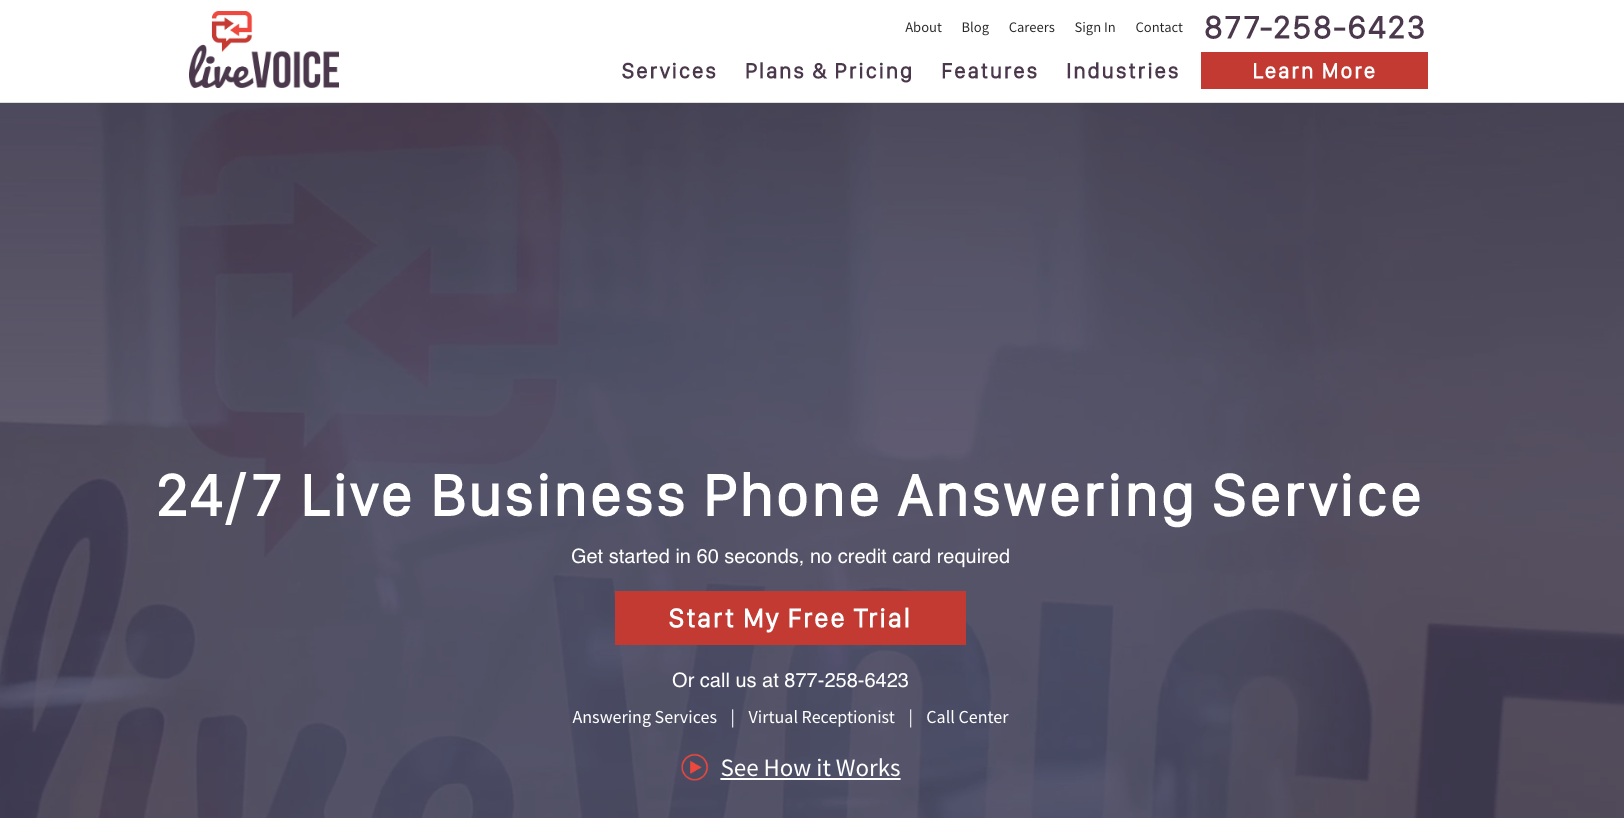 liveVOICE
About Blog Careers Sign In Contact 877-258-6423
Services Plans & Pricing Features Industries Learn More
24/7 Live Business Phone Answering Service
Get started in 60 seconds, no credit card required
Start My Free Trial
Or call us at 877-258-6423
Answering Services | Virtual Receptionist | Call Center
See How it Works
liveVOICE